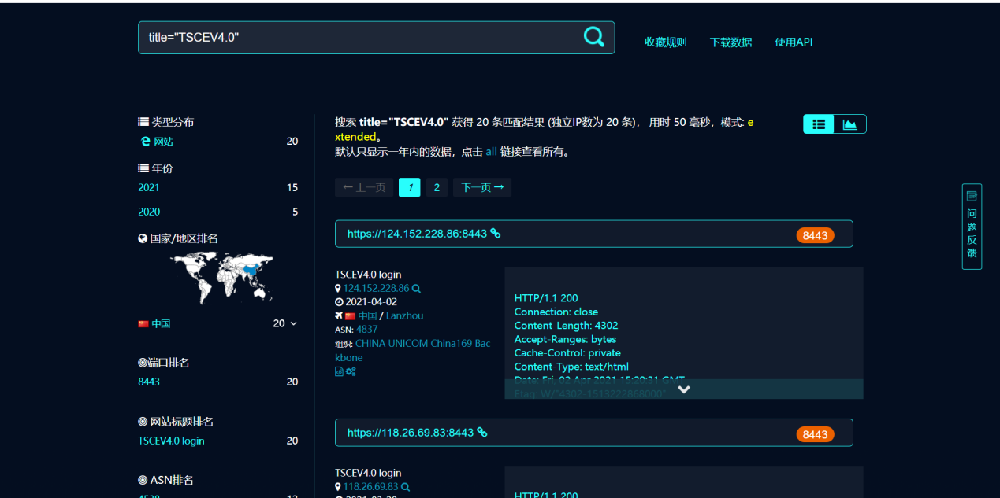 title="TSCEV4.0"
收藏规则 下载数据 使用API
类型分布
网站 20
年份
2021 15
2020 5
国家/地区排名
中国 20
端口排名
8443 20
网站标题排名
TSCEV4.0 login 20
ASN排名
搜索 title="TSCEV4.0" 获得 20 条匹配结果 (独立IP数为 20 条)， 用时 50 毫秒，模式: e
xtended。
默认只显示一年内的数据，点击 all 链接查看所有。
←上一页 1 2 下一页→
https://124.152.228.86:8443 8443
TSCEV4.0 login
124.152.228.86
2021-04-02
中国 / Lanzhou
ASN: 4837
组织: CHINA UNICOM China169 Bac
kbone
HTTP/1.1 200
Connection: close
Content-Length: 4302
Accept-Ranges: bytes
Cache-Control: private
Content-Type: text/html
Date: Fri, 02 Apr 2021 15:20:31 GMT
Etag: W/"4302-1513222868000"
https://118.26.69.83:8443 8443
TSCEV4.0 login
118.26.69.83
HTTP/1.1 200
问题反馈